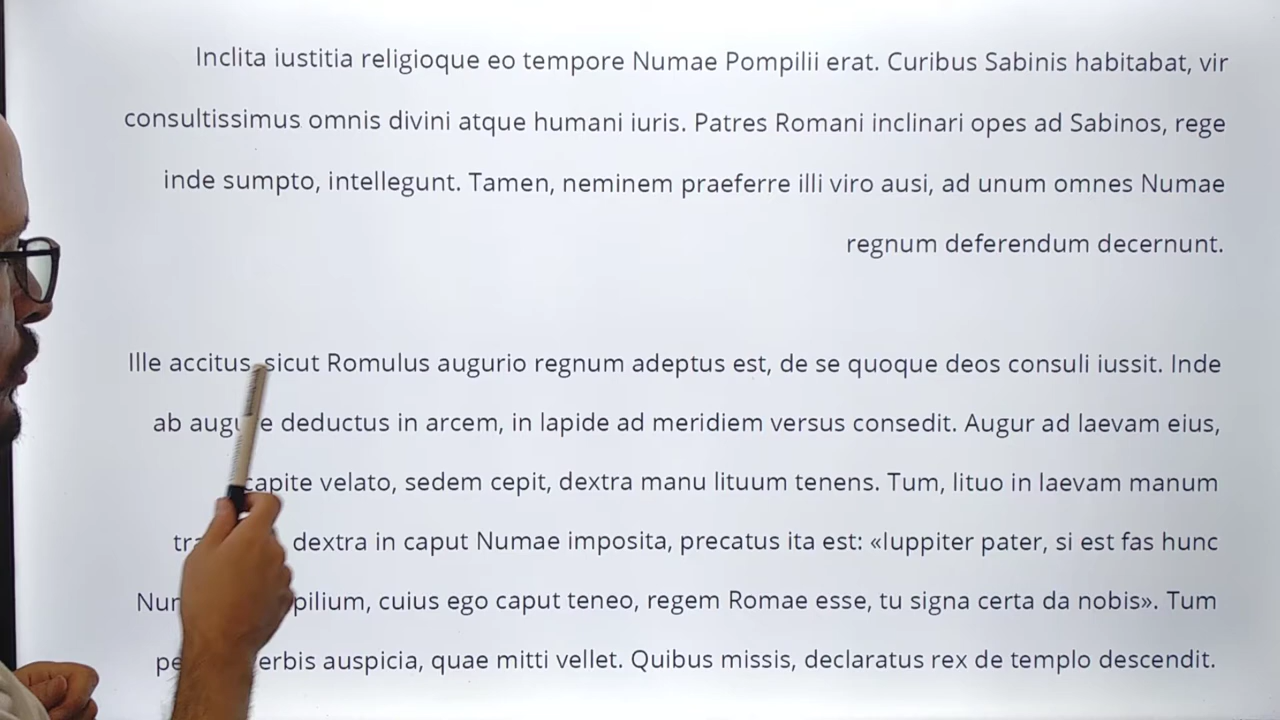 Inclita iustitia religioque eo tempore Numae Pompilii erat. Curibus Sabinis habitabat, vir
consultissimus omnis divini atque humani iuris. Patres Romani inclinari opes ad Sabinos, rege
inde sumpto, intellegunt. Tamen, neminem praeferre illi viro ausi, ad unum omnes Numae
regnum deferendum decernunt.
Ille accitus, sicut Romulus augurio regnum adeptus est, de se quoque deos consuli iussit. Inde
ab deductus in arcem, in lapide ad meridiem versus consedit. Augur ad laevam eius,
capite velato, sedem cepit, dextra manu lituum tenens. Tum, lituo in laevam manum
dextra in caput Numae imposita, precatus ita est: «Iuppiter pater, si est fas hunc
cuius ego caput teneo, regem Romae esse, tu signa certa da nobis». Tum
auspicia, quae mitti vellet. Quibus missis, declaratus rex de templo descendit.